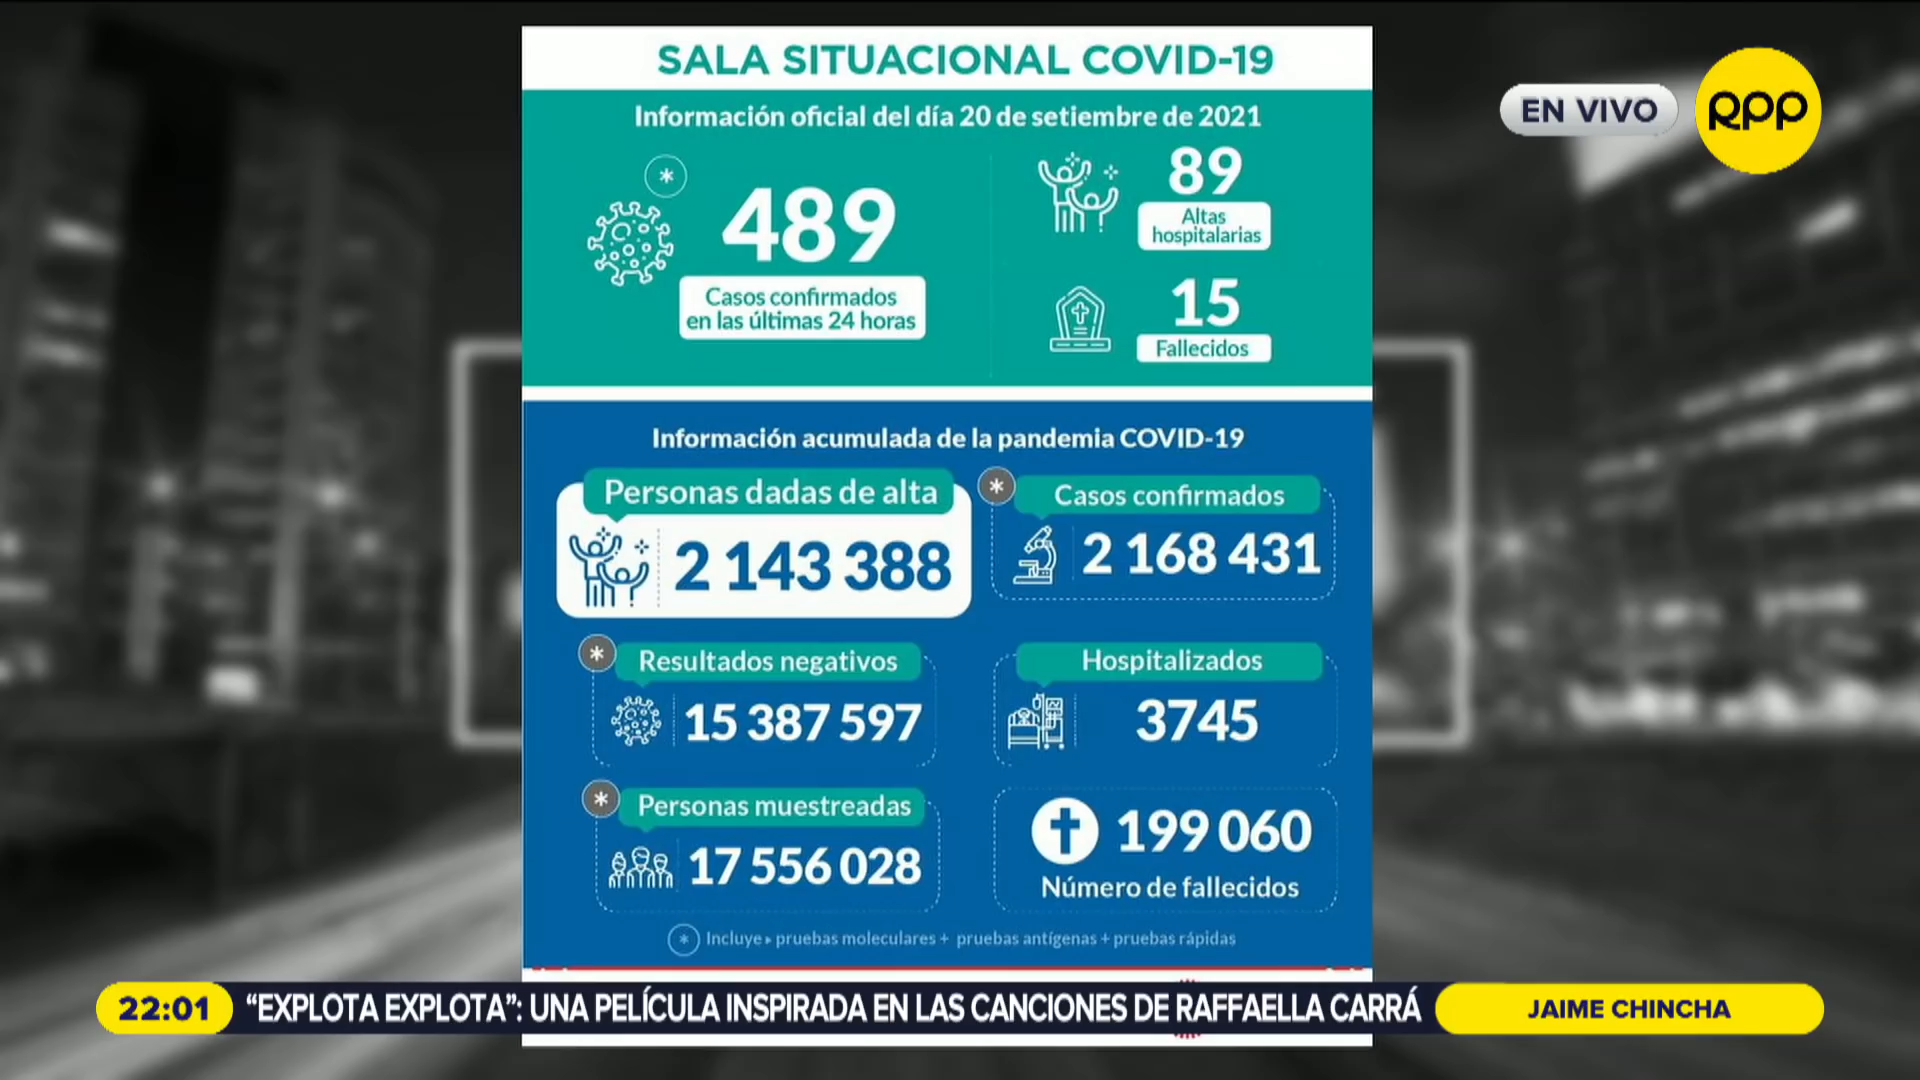 SALA SITUACIONAL COVID-19
Información oficial del día 20 de setiembre de 2021
EN VIVO
rpp
*
489
Casos confirmados
en las últimas 24 horas
89
Altas
hospitalarias
15
Fallecidos
Información acumulada de la pandemia COVID-19
Personas dadas de alta
2 143 388
*
Casos confirmados
2 168 431
*
Resultados negativos
15 387 597
Hospitalizados
3745
*
Personas muestreadas
17 556 028
199 060
Número de fallecidos
* Incluye ▸ pruebas moleculares + pruebas antígenas + pruebas rápidas
22:01
“EXPLOTA EXPLOTA”: UNA PELÍCULA INSPIRADA EN LAS CANCIONES DE RAFFAELLA CARRÁ
JAIME CHINCHA